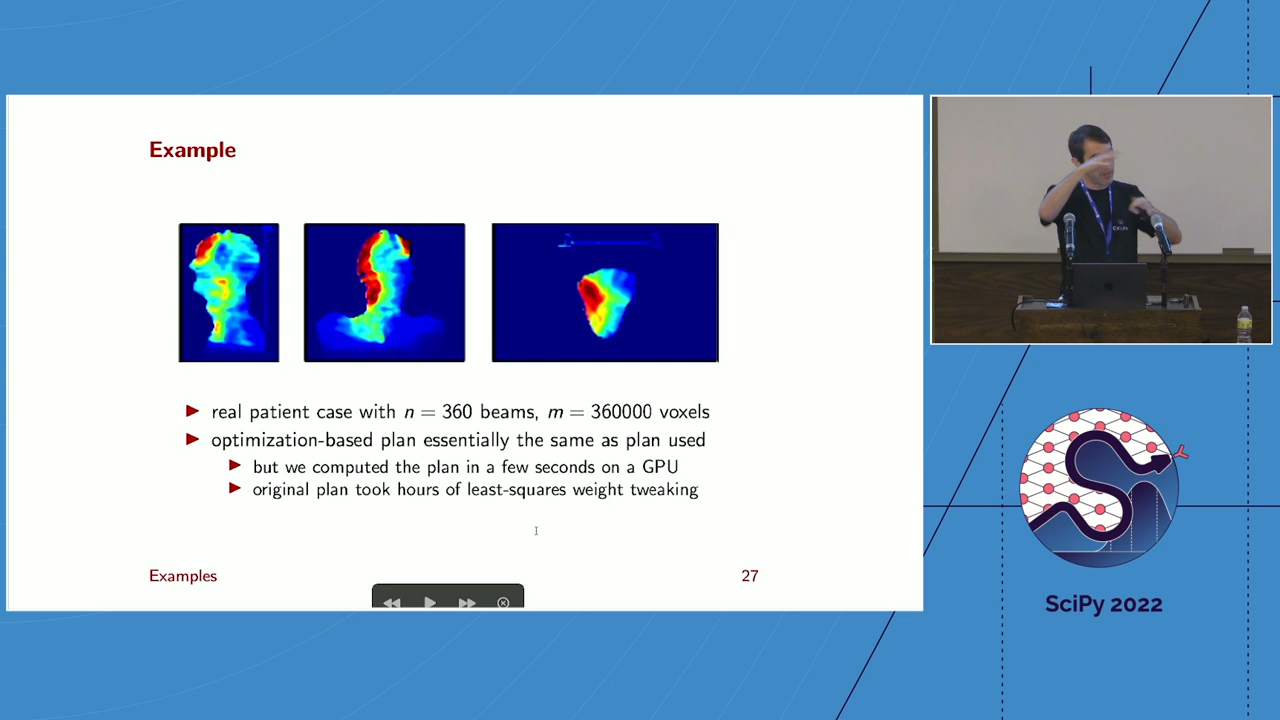 Example
► real patient case with n = 360 beams, m = 360000 voxels
► optimization-based plan essentially the same as plan used
► but we computed the plan in a few seconds on a GPU
► original plan took hours of least-squares weight tweaking
Examples
27
CVXPY
SciPy 2022